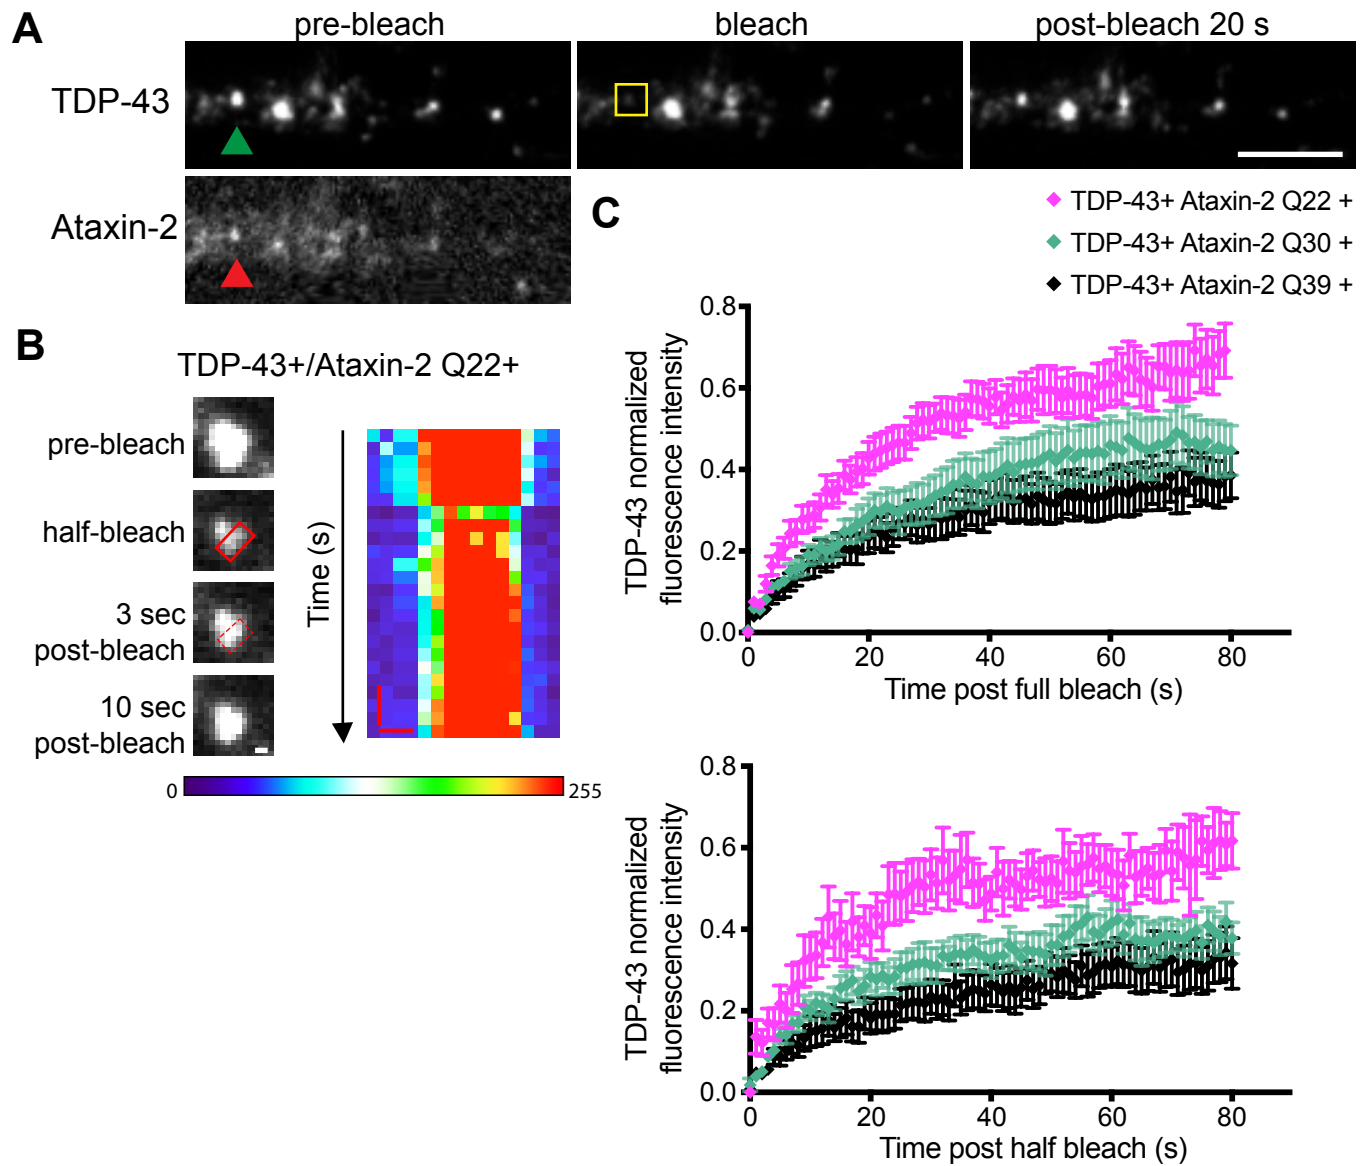 A
pre-bleach
bleach
post-bleach 20 s
TDP-43
Ataxin-2
B
TDP-43+/Ataxin-2 Q22+
pre-bleach
half-bleach
3 sec
post-bleach
10 sec
post-bleach
Time (s)
0
255
C
TDP-43+ Ataxin-2 Q22 +
TDP-43+ Ataxin-2 Q30 +
TDP-43+ Ataxin-2 Q39 +
TDP-43 normalized
fluorescence intensity
0.8
0.6
0.4
0.2
0.0
0 20 40 60 80
Time post full bleach (s)
TDP-43 normalized
fluorescence intensity
0.8
0.6
0.4
0.2
0.0
0 20 40 60 80
Time post half bleach (s)